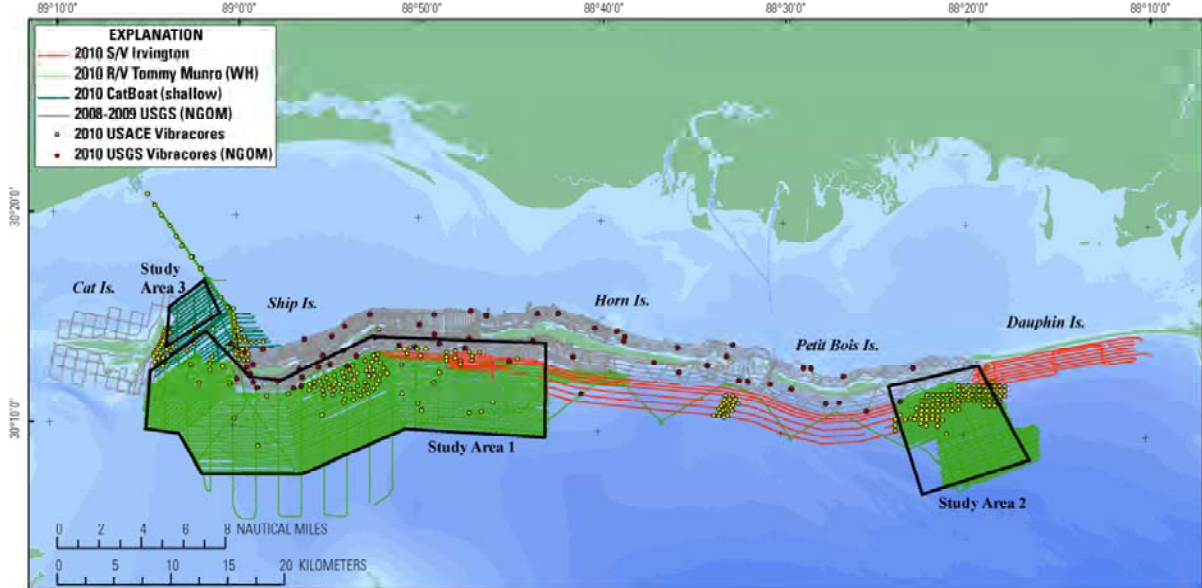 89°10'0" 89°0'0" 88°50'0" 88°40'0" 88°30'0" 88°20'0" 88°10'0"
EXPLANATION
2010 S/V Irvington
2010 R/V Tommy Munro (WH)
2010 CatBoat (shallow)
2008-2009 USGS (NGOM)
2010 USACE Vibracores
2010 USGS Vibracores (NGOM)
30°20'0"
Study
Area 3
Cat Is.
Ship Is.
Horn Is.
Petit Bois Is.
Dauphin Is.
30°10'0"
Study Area 1
Study Area 2
0 2 4 6 8 NAUTICAL MILES
0 5 10 15 20 KILOMETERS